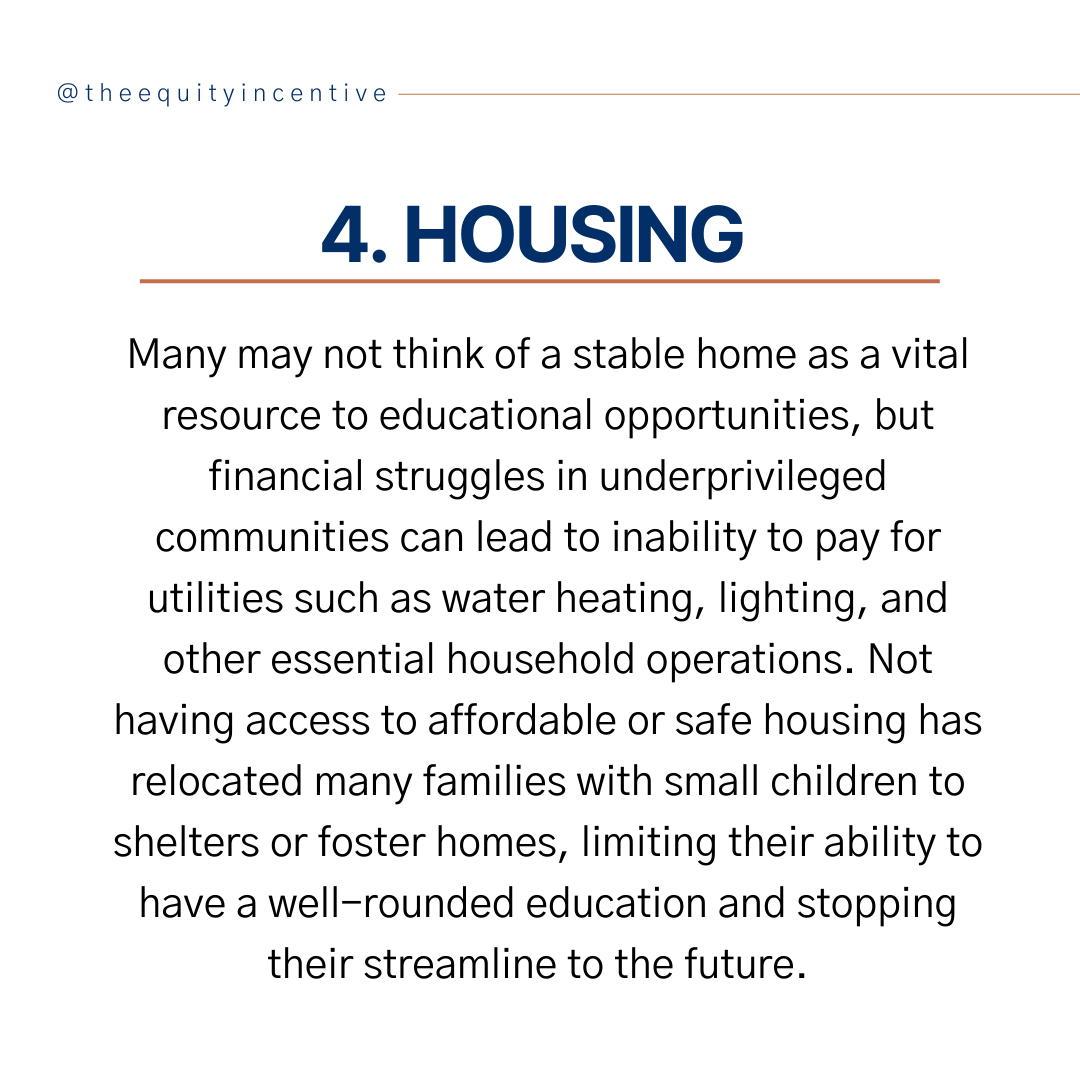 @theequityincentive
4. HOUSING
Many may not think of a stable home as a vital
resource to educational opportunities, but
financial struggles in underprivileged
communities can lead to inability to pay for
utilities such as water heating, lighting, and
other essential household operations. Not
having access to affordable or safe housing has
relocated many families with small children to
shelters or foster homes, limiting their ability to
have a well-rounded education and stopping
their streamline to the future.